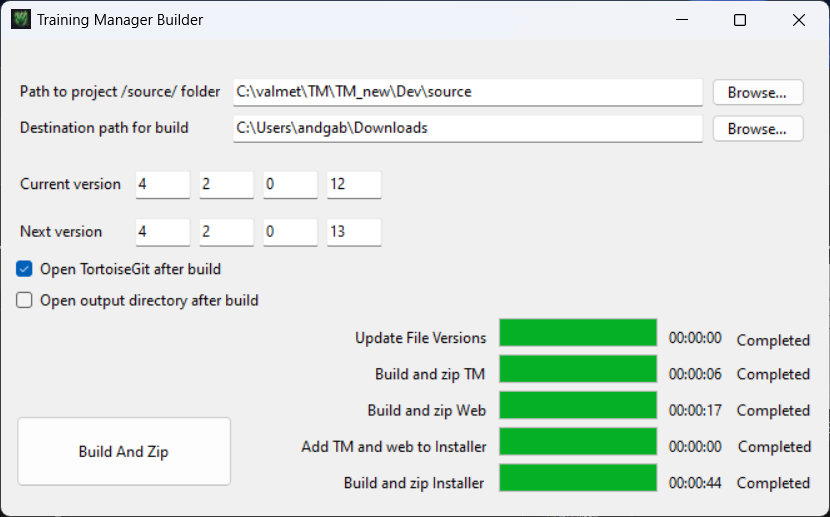 Training Manager Builder
Path to project /source/ folder C:\valmet\TM\TM_new\Dev\source Browse...
Destination path for build C:\Users\andgab\Downloads Browse...
Current version 4 2 0 12
Next version 4 2 0 13
Open TortoiseGit after build
Open output directory after build
Update File Versions 00:00:00 Completed
Build and zip TM 00:00:06 Completed
Build and zip Web 00:00:17 Completed
Add TM and web to Installer 00:00:00 Completed
Build And Zip
Build and zip Installer 00:00:44 Completed